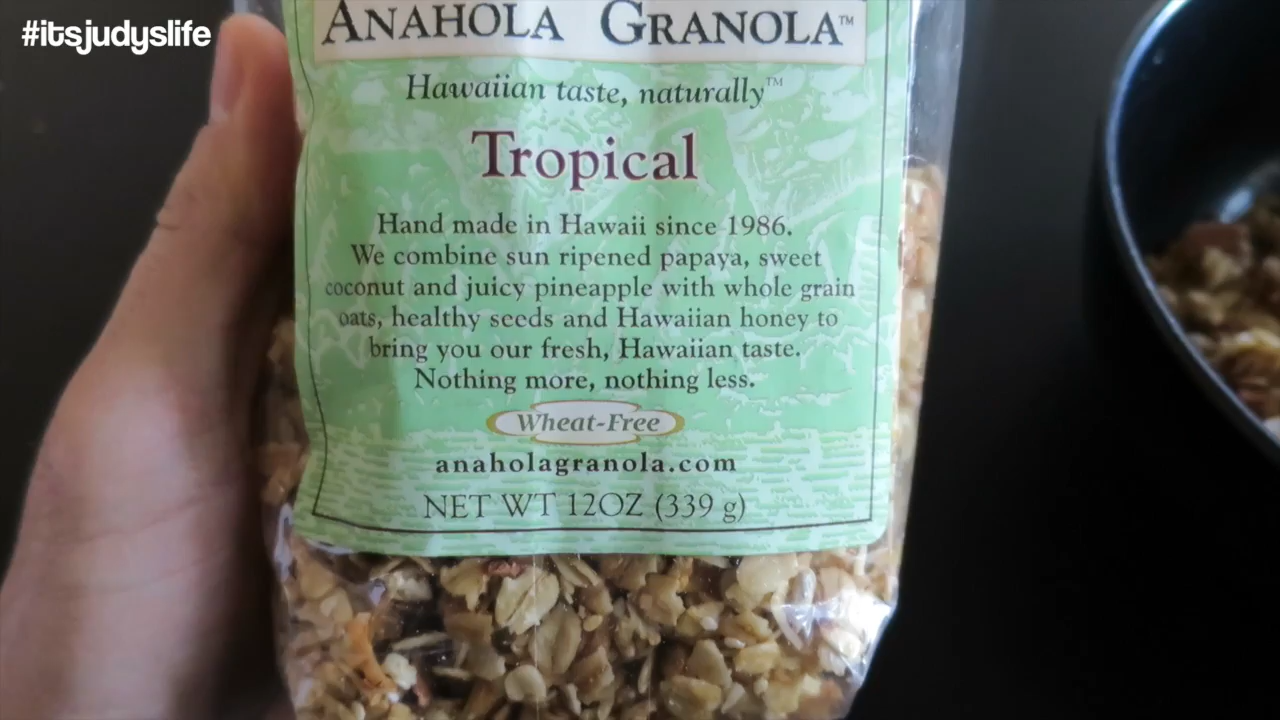 #itsjudyslife
ANAHOLA GRANOLA™
Hawaiian taste, naturally™
Tropical
Hand made in Hawaii since 1986.
We combine sun ripened papaya, sweet
coconut and juicy pineapple with whole grain
oats, healthy seeds and Hawaiian honey to
bring you our fresh, Hawaiian taste.
Nothing more, nothing less.
Wheat-Free
anaholagranola.com
NET WT 12OZ (339 g)